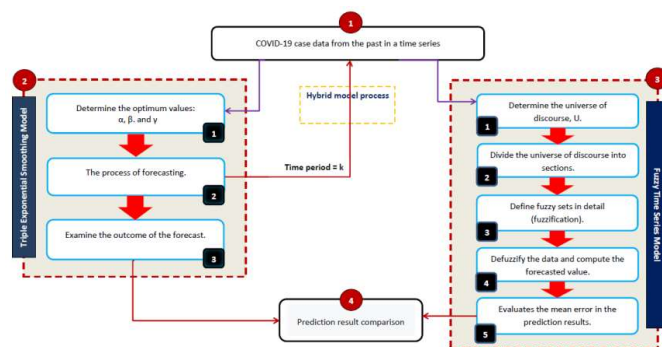 1
COVID-19 case data from the past in a time series
2
Triple Exponential Smoothing Model
Determine the optimum values:
α, β, and γ
1
The process of forecasting.
2
Examine the outcome of the forecast.
3
Hybrid model process
Time period = k
3
Fuzzy Time Series Model
Determine the universe of
discourse, U.
1
Divide the universe of discourse into
sections.
2
Define fuzzy sets in detail
(fuzzification).
3
Defuzzify the data and compute the
forecasted value.
4
Evaluates the mean error in the
prediction results.
5
4
Prediction result comparison